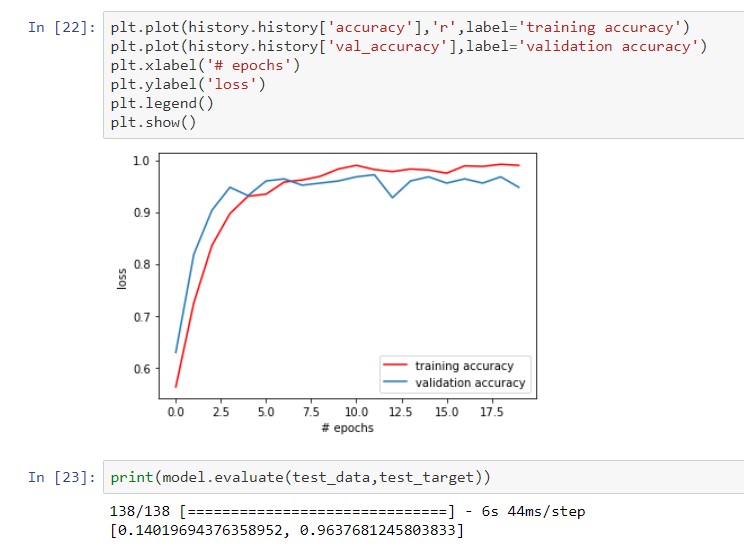 In [22]: plt.plot(history.history['accuracy'],'r',label='training accuracy')
plt.plot(history.history['val_accuracy'],label='validation accuracy')
plt.xlabel('# epochs')
plt.ylabel('loss')
plt.legend()
plt.show()
1.0
0.9
0.8
0.7
0.6
loss
training accuracy
validation accuracy
0.0 2.5 5.0 7.5 10.0 12.5 15.0 17.5
# epochs
In [23]: print(model.evaluate(test_data,test_target))
138/138 [==============================] - 6s 44ms/step
[0.14019694376358952, 0.9637681245803833]